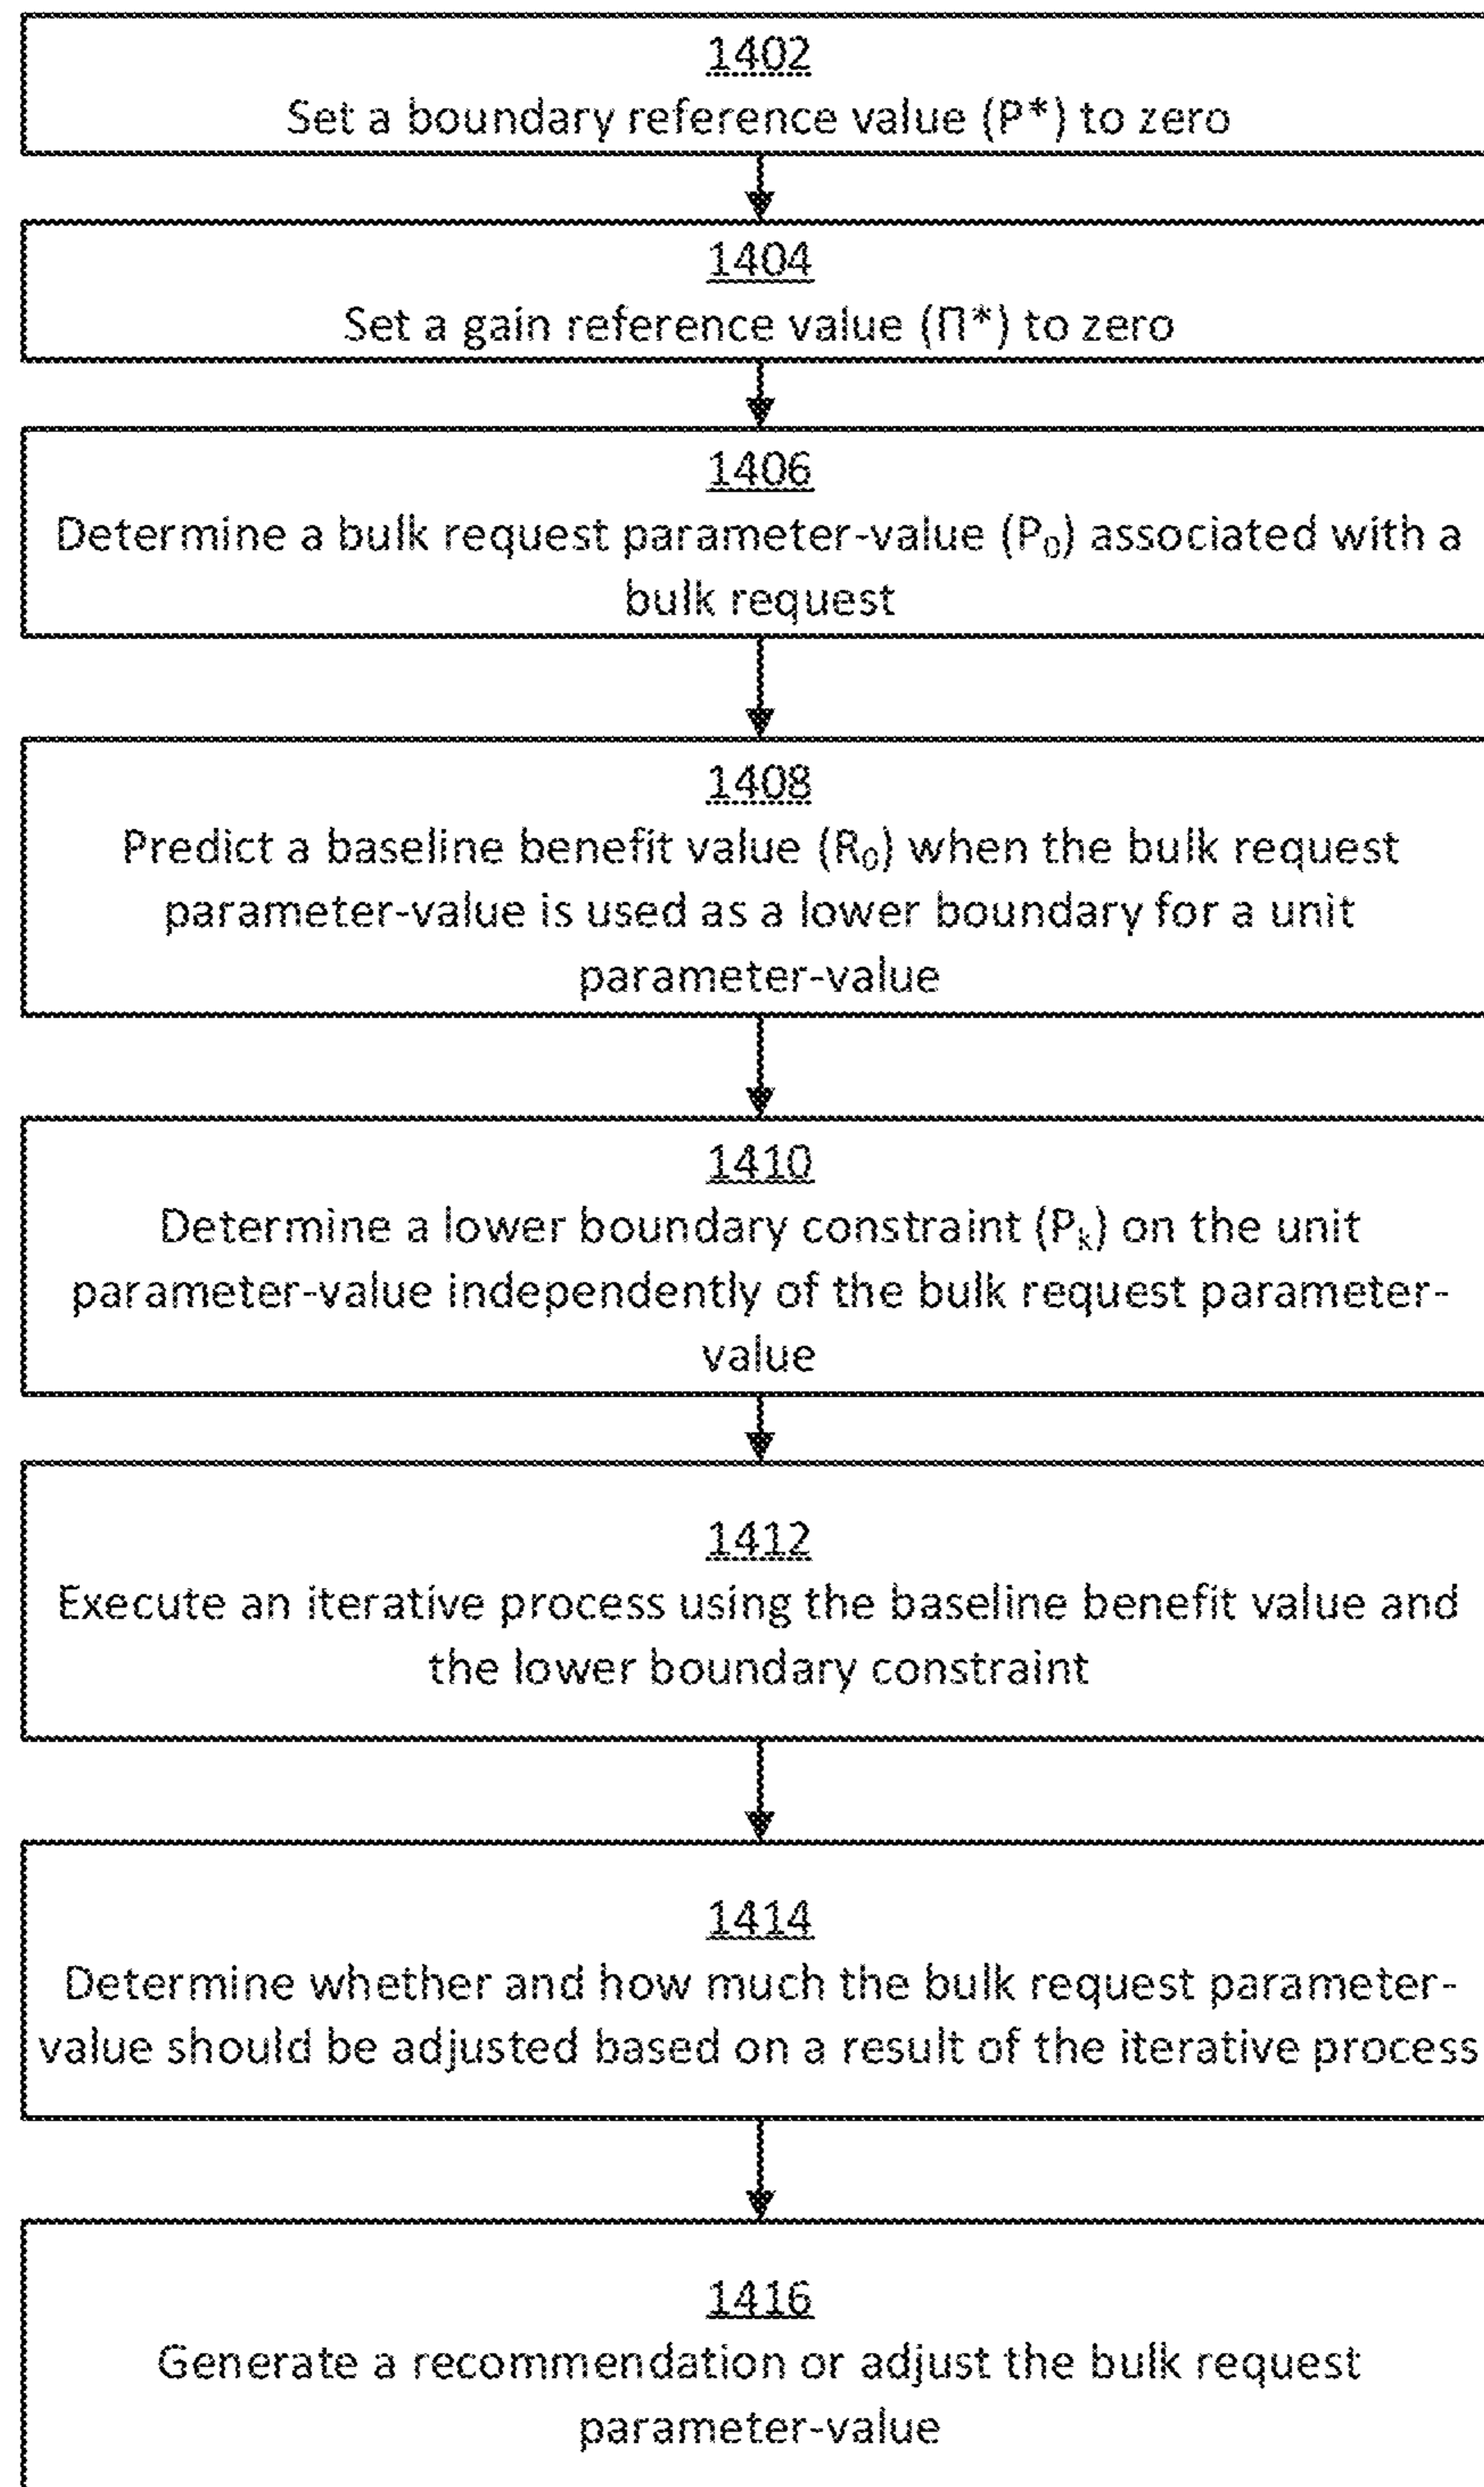 1402
Set a boundary reference value (P*) to zero
1404
Set a gain reference value (Π*) to zero
1406
Determine a bulk request parameter-value (P₀) associated with a
bulk request
1408
Predict a baseline benefit value (R₀) when the bulk request
parameter-value is used as a lower boundary for a unit
parameter-value
1410
Determine a lower boundary constraint (Pₖ) on the unit
parameter-value independently of the bulk request parameter-
value
1412
Execute an iterative process using the baseline benefit value and
the lower boundary constraint
1414
Determine whether and how much the bulk request parameter-
value should be adjusted based on a result of the iterative process
1416
Generate a recommendation or adjust the bulk request
parameter-value